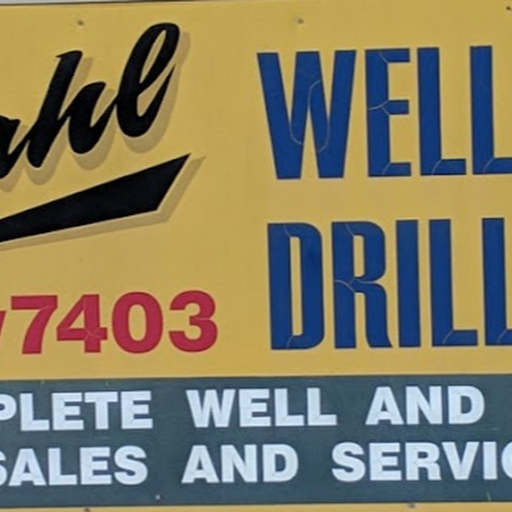 ahl
WELL
DRILL
7403
PLETE WELL AND
SALES AND SERVIC